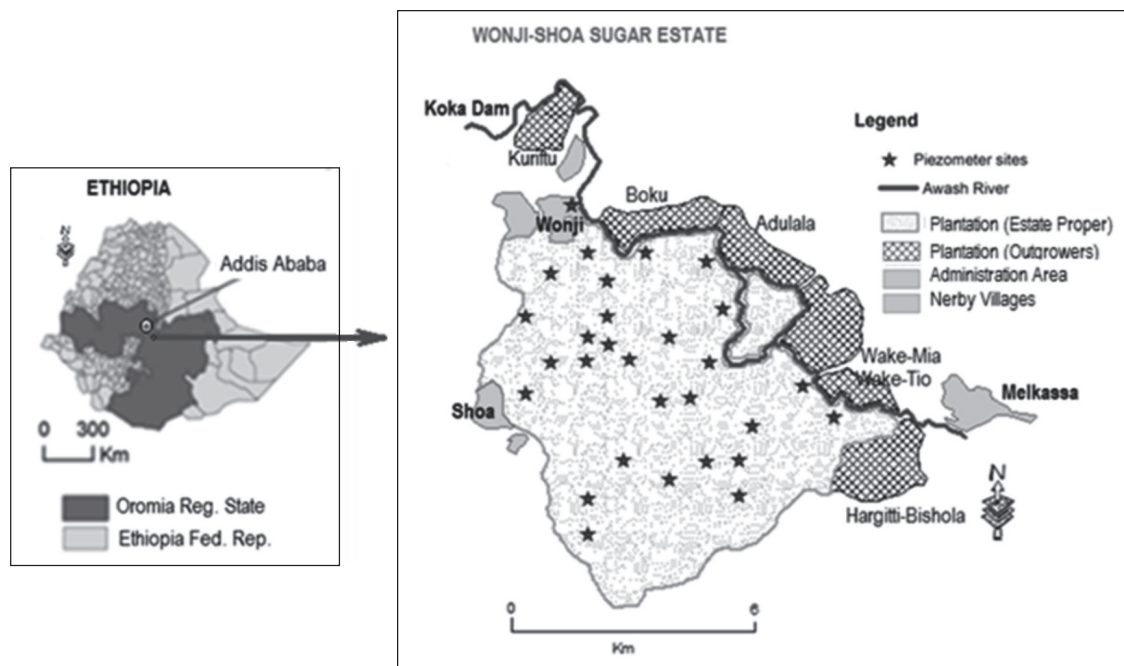 ETHIOPIA
N
Addis Ababa
0 300
Km
Oromia Reg. State
Ethiopia Fed. Rep.
WONJI-SHOA SUGAR ESTATE
Koka Dam
Kuriftu
Wonji
Boku
Adulala
Legend
Piezometer sites
Awash River
Plantation (Estate Proper)
Plantation (Outgrowers)
Administration Area
Nerby Villages
Wake-Mia
Wake-Tio
Melkassa
Shoa
Hargitti-Bishola
N
0 6
Km